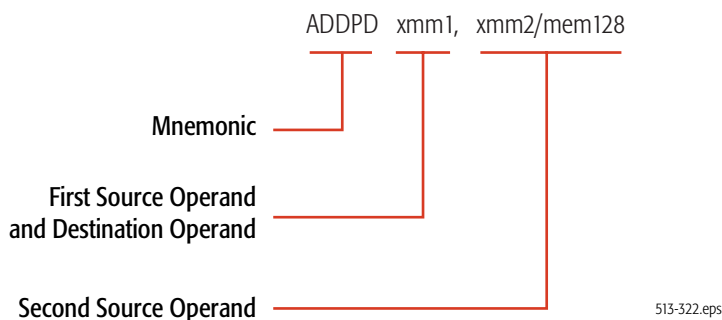 ADDPD xmm1, xmm2/mem128
Mnemonic
First Source Operand
and Destination Operand
Second Source Operand
513-322.eps